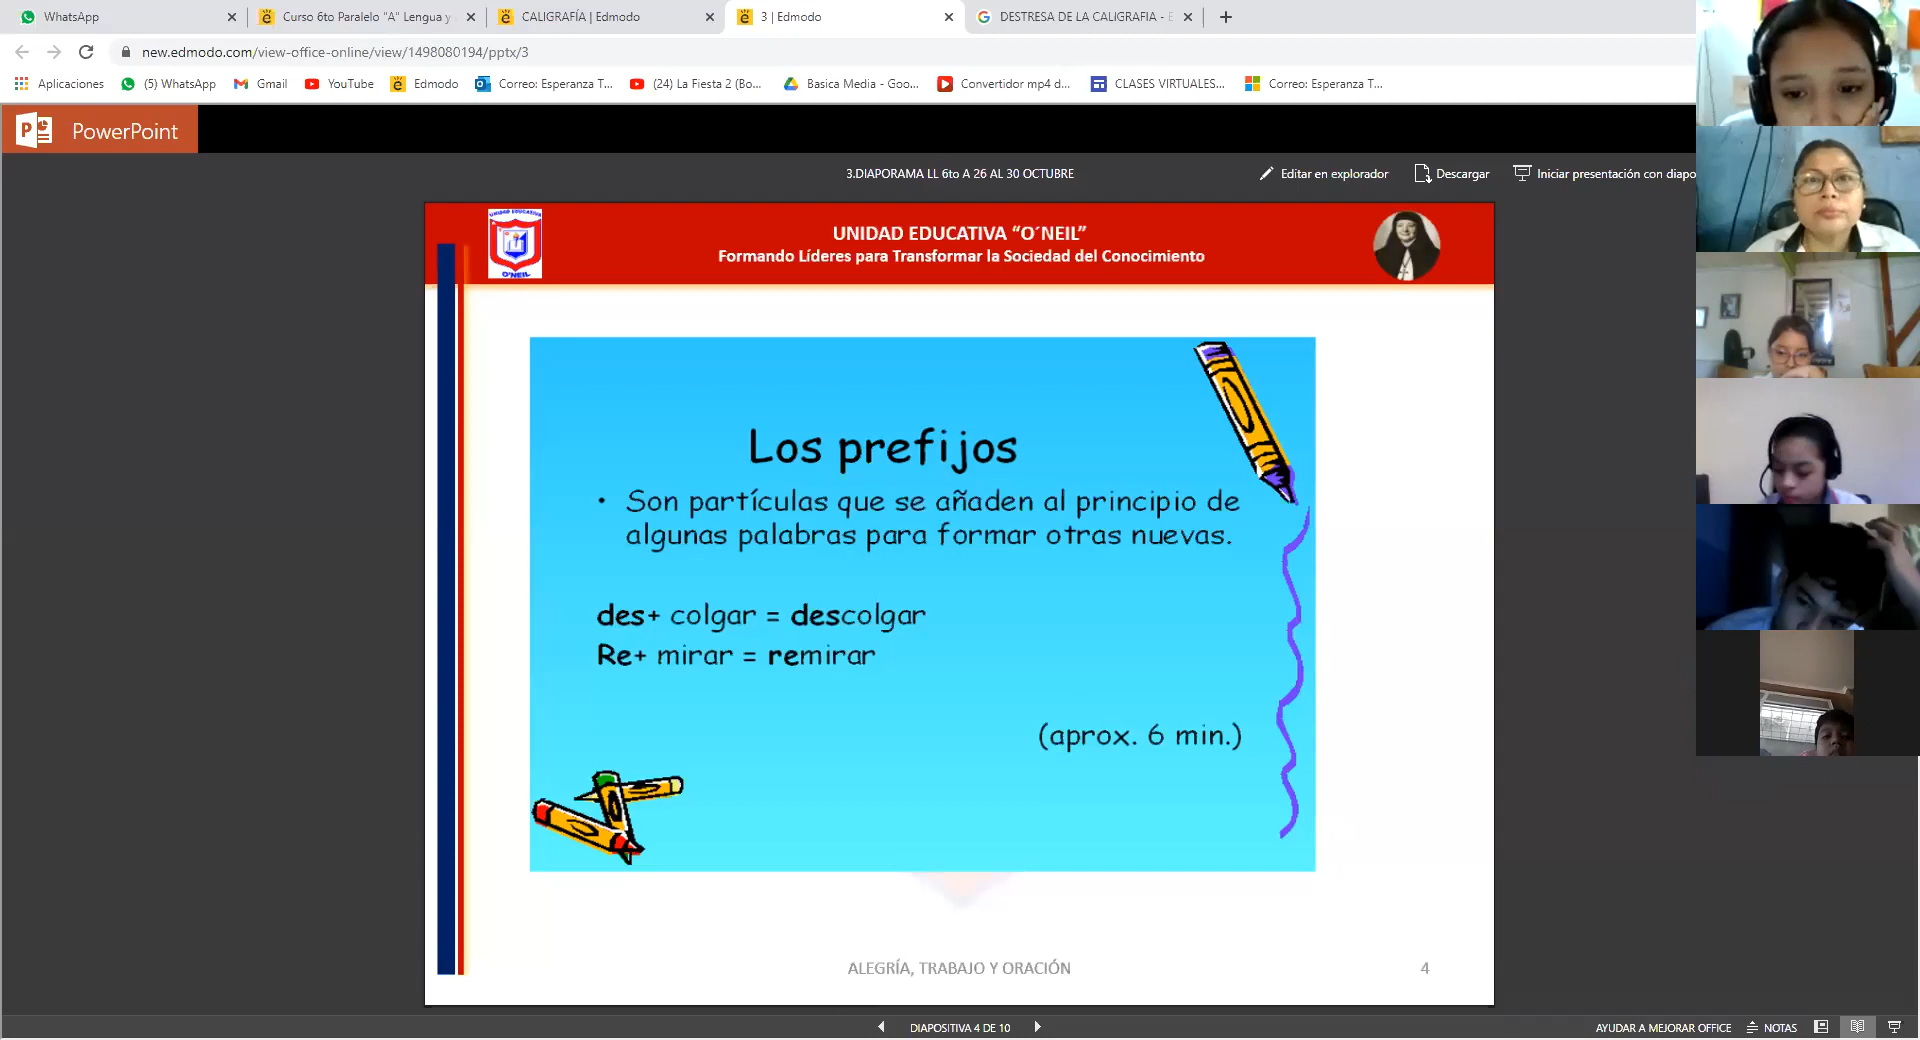 WhatsApp
Curso 6to Paralelo "A" Lengua y
CALIGRAFÍA | Edmodo
3 | Edmodo
DESTRESA DE LA CALIGRAFIA -
new.edmodo.com/view-office-online/view/1498080194/pptx/3
Aplicaciones
(5) WhatsApp
Gmail
YouTube
Edmodo
Correo: Esperanza T...
(24) La Fiesta 2 (Bo...
Basica Media - Goo...
Convertidor mp4 d...
CLASES VIRTUALES...
Correo: Esperanza T...
PowerPoint
3.DIAPORAMA LL 6to A 26 AL 30 OCTUBRE
Editar en explorador
Descargar
Iniciar presentación con diapo
UNIDAD EDUCATIVA
O'NEIL
UNIDAD EDUCATIVA “O´NEIL”
Formando Líderes para Transformar la Sociedad del Conocimiento
Los prefijos
• Son partículas que se añaden al principio de
algunas palabras para formar otras nuevas.
des+ colgar = descolgar
Re+ mirar = remirar
(aprox. 6 min.)
ALEGRÍA, TRABAJO Y ORACIÓN
4
DIAPOSITIVA 4 DE 10
AYUDAR A MEJORAR OFFICE
NOTAS